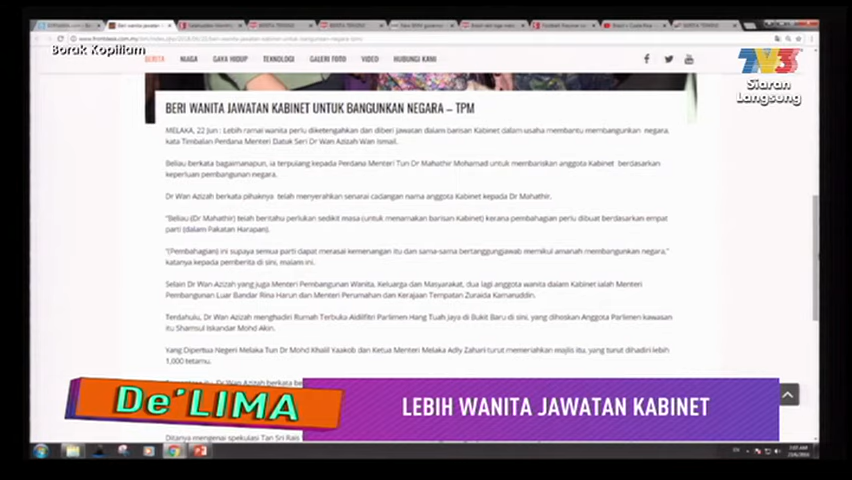 Borak Kopitiam
BERITA NIAGA GAYA HIDUP TEKNOLOGI GALERI FOTO VIDEO HUBUNGI KAMI
TV3
Siaran
Langsung
BERI WANITA JAWATAN KABINET UNTUK BANGUNKAN NEGARA – TPM
MELAKA, 22 Jun : Lebih ramai wanita perlu diketengahkan dan diberi jawatan dalam barisan Kabinet dalam usaha membantu membangunkan negara,
kata Timbalan Perdana Menteri Datuk Seri Dr Wan Azizah Wan Ismail.
Beliau berkata bagaimanapun, ia terpulang kepada Perdana Menteri Tun Dr Mahathir Mohamad untuk membariskan anggota Kabinet berdasarkan
keperluan pembangunan negara.
Dr Wan Azizah berkata pihaknya telah menyerahkan senarai cadangan nama anggota Kabinet kepada Dr Mahathir.
"Beliau (Dr Mahathir) telah beritahu perlukan sedikit masa (untuk menamakan barisan Kabinet) kerana pembahagian perlu dibuat berdasarkan empat
parti (dalam Pakatan Harapan).
"(Pembahagian) ini supaya semua parti dapat merasai kemenangan itu dan sama-sama bertanggungjawab memikul amanah membangunkan negara,"
katanya kepada pemberita di sini, malam ini.
Selain Dr Wan Azizah yang juga Menteri Pembangunan Wanita, Keluarga dan Masyarakat, dua lagi anggota wanita dalam Kabinet ialah Menteri
Pembangunan Luar Bandar Rina Harun dan Menteri Perumahan dan Kerajaan Tempatan Zuraida Kamaruddin.
Terdahulu, Dr Wan Azizah menghadiri Rumah Terbuka Aidilfitri Parlimen Hang Tuah Jaya di Bukit Baru di sini, yang dihoskan Anggota Parlimen kawasan
itu Shamsul Iskandar Mohd Akin.
Yang Dipertua Negeri Melaka Tun Dr Mohd Khalil Yaakob dan Ketua Menteri Melaka Adly Zahari turut memeriahkan majlis itu, yang turut dihadiri lebih
1,000 tetamu.
De'LIMA
LEBIH WANITA JAWATAN KABINET
Ditanya mengenai spekulasi Tan Sri Rais